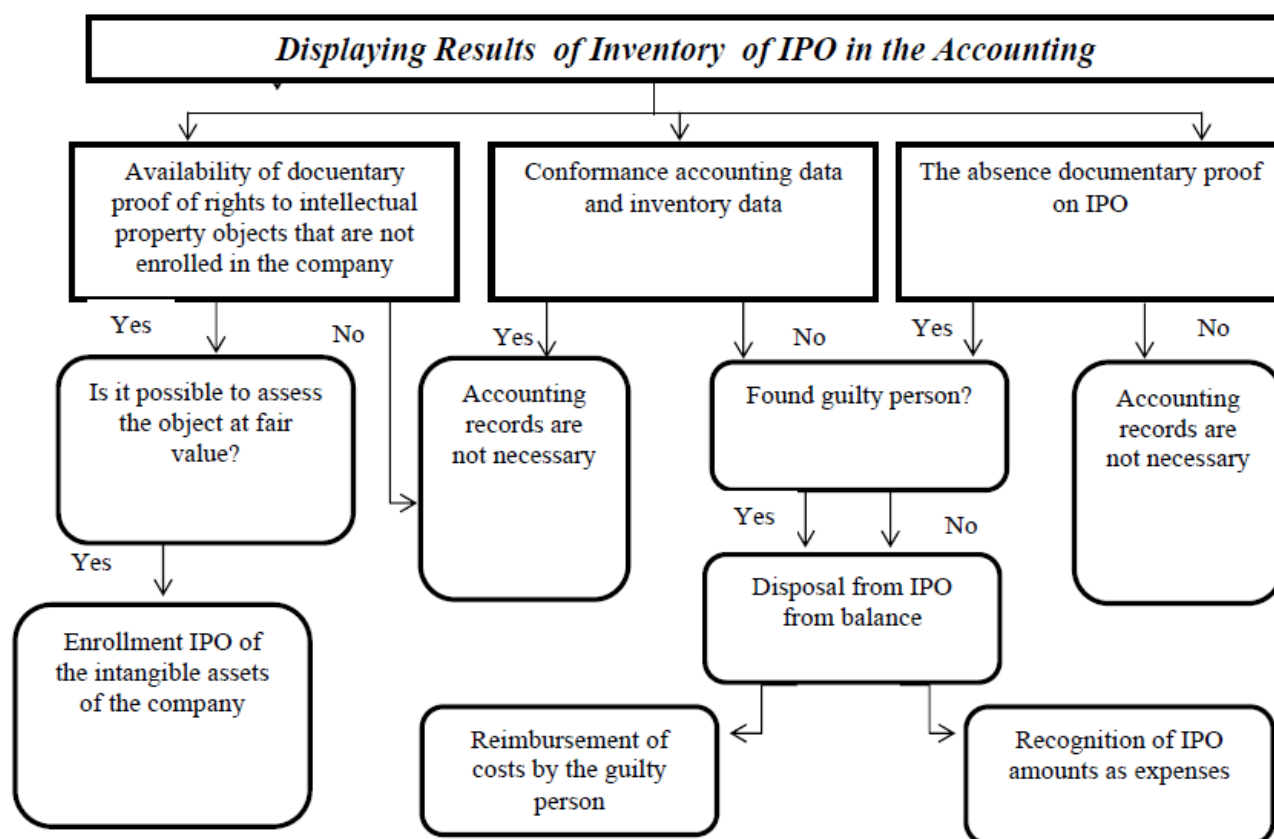 Displaying Results of Inventory of IPO in the Accounting
Availability of docuentary
proof of rights to intellectual
property objects that are not
enrolled in the company
Conformance accounting data
and inventory data
The absence documentary proof
on IPO
Yes
No
Yes
No
Yes
No
Is it possible to assess
the object at fair
value?
Accounting
records are
not necessary
Found guilty person?
Accounting
records are
not necessary
Yes
Yes
No
Enrollment IPO of
the intangible assets
of the company
Disposal from IPO
from balance
Reimbursement of
costs by the guilty
person
Recognition of IPO
amounts as expenses